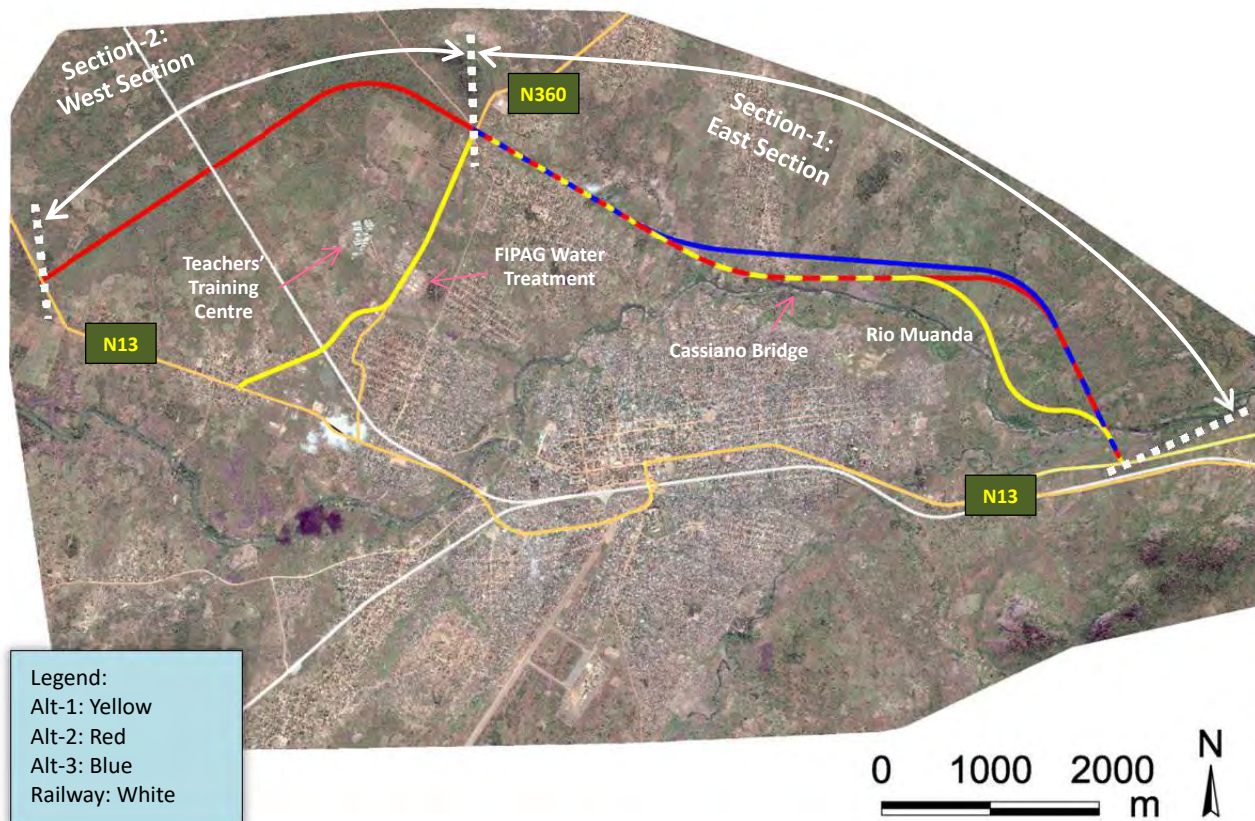 Section-2:
West Section
N360
Section-1:
East Section
Teachers'
Training
Centre
FIPAG Water
Treatment
N13
Cassiano Bridge
Rio Muanda
N13
Legend:
Alt-1: Yellow
Alt-2: Red
Alt-3: Blue
Railway: White
0 1000 2000
m
N